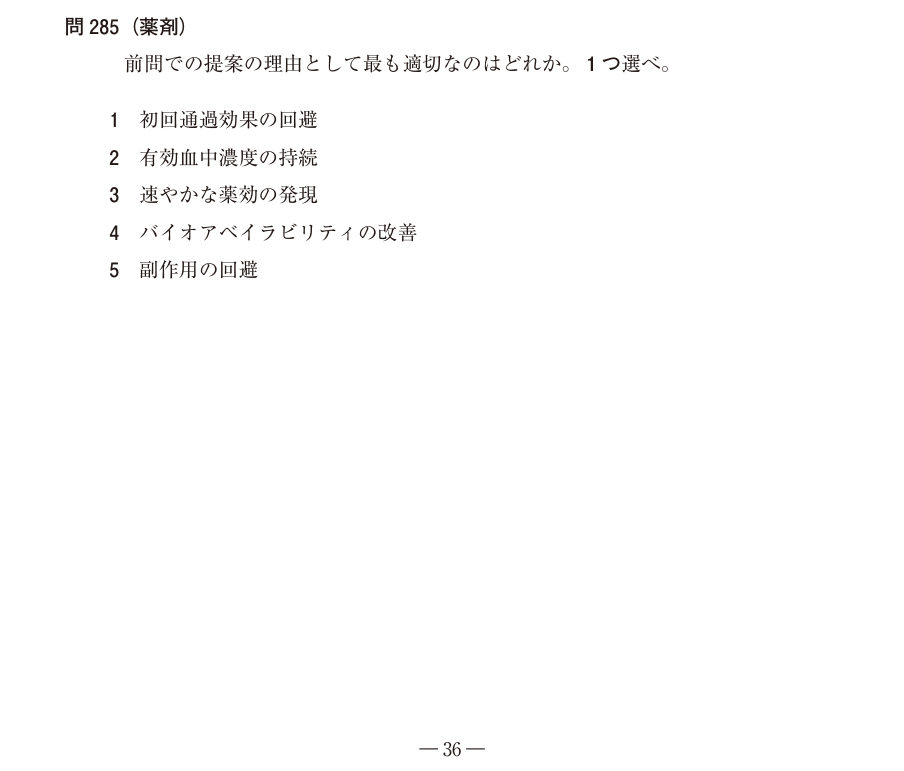 問 285（薬剤）
前問での提案の理由として最も適切なのはどれか。1 つ選べ。
1 初回通過効果の回避
2 有効血中濃度の持続
3 速やかな薬効の発現
4 バイオアベイラビリティの改善
5 副作用の回避
― 36 ―